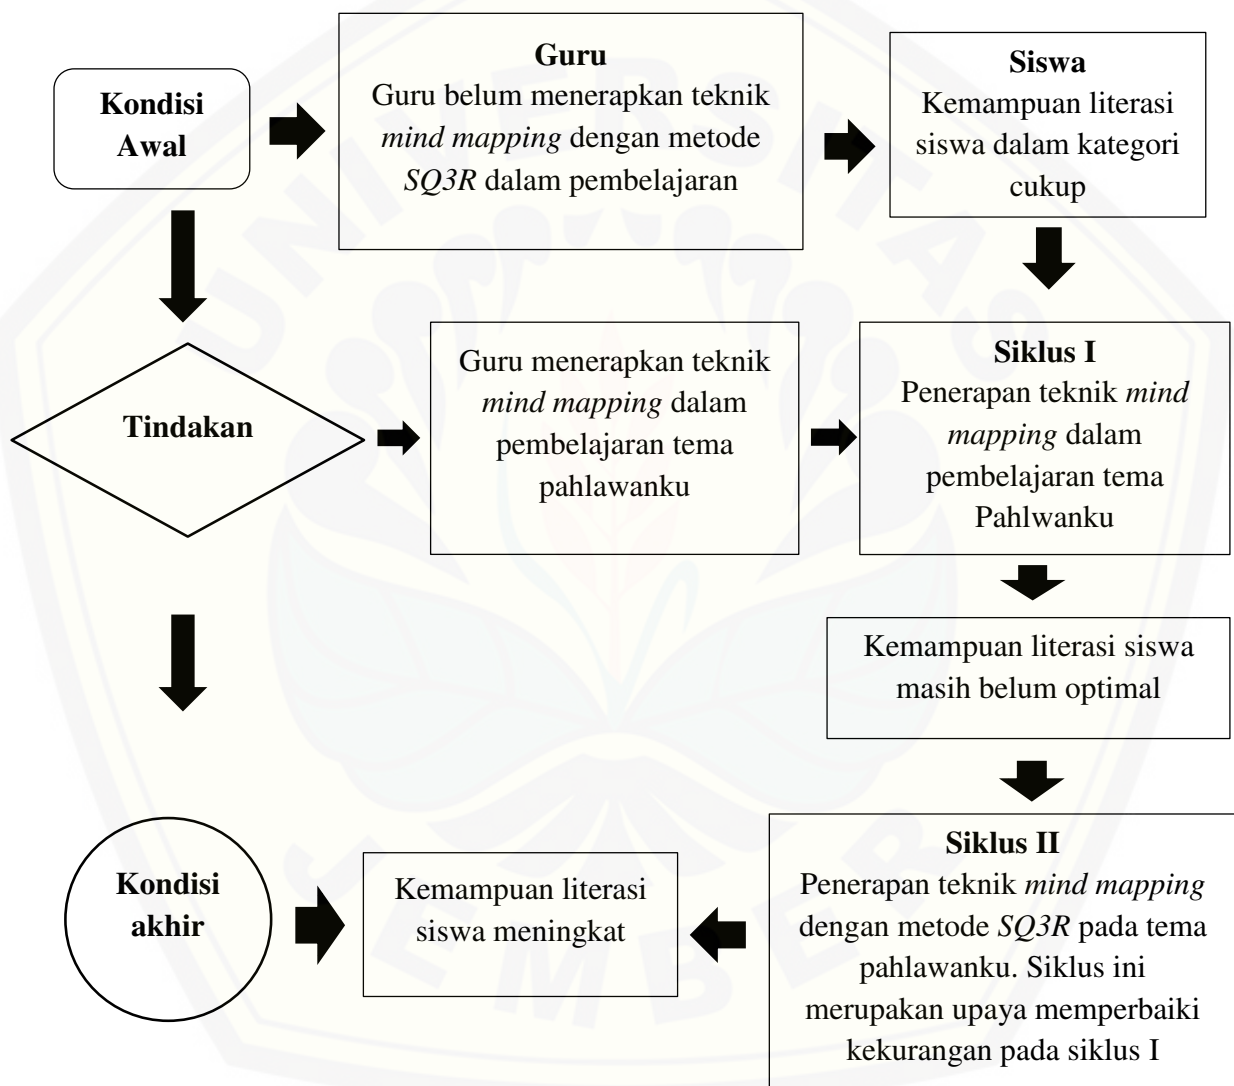 Kondisi
Awal
Guru
Guru belum menerapkan teknik
mind mapping dengan metode
SQ3R dalam pembelajaran
Siswa
Kemampuan literasi
siswa dalam kategori
cukup
Tindakan
Guru menerapkan teknik
mind mapping dalam
pembelajaran tema
pahlawanku
Siklus I
Penerapan teknik mind
mapping dalam
pembelajaran tema
Pahlwanku
Kemampuan literasi siswa
masih belum optimal
Kondisi
akhir
Kemampuan literasi
siswa meningkat
Siklus II
Penerapan teknik mind mapping
dengan metode SQ3R pada tema
pahlawanku. Siklus ini
merupakan upaya memperbaiki
kekurangan pada siklus I
UNIVERSITAS
JEMBER